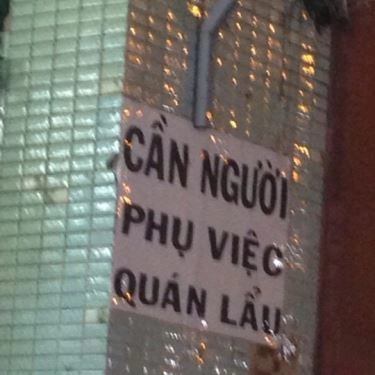 CẦN NGƯỜI
PHỤ VIỆC
QUÁN LẨU